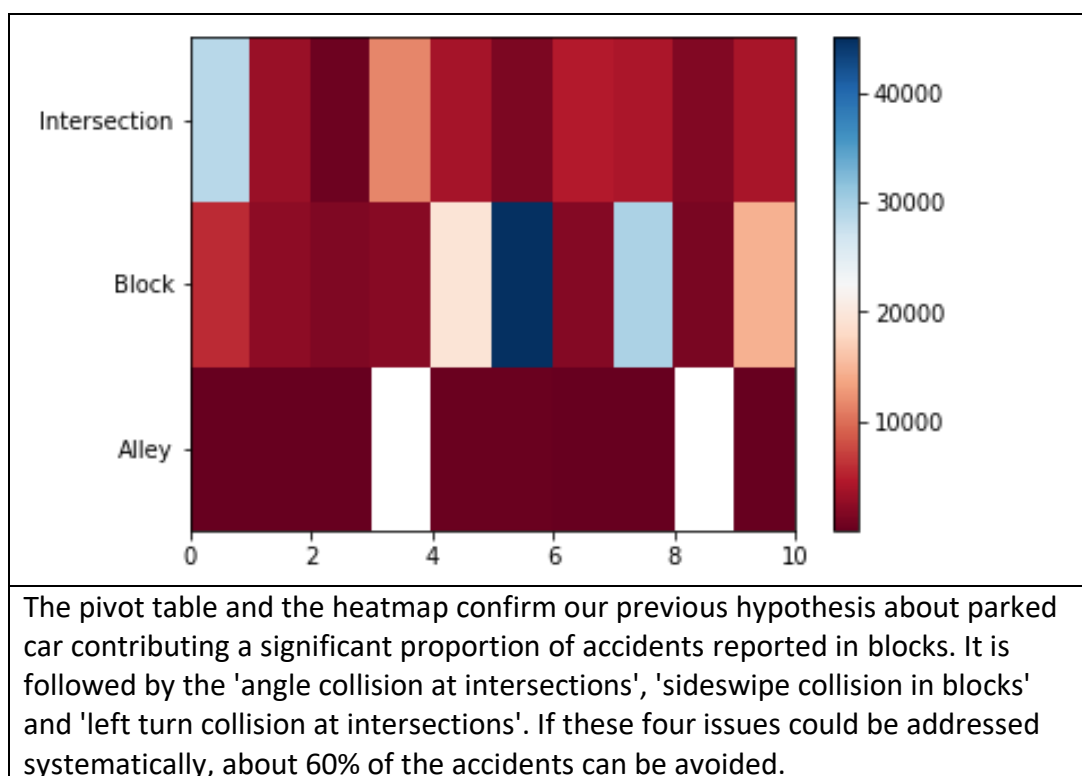 Intersection
Block
Alley
0 2 4 6 8 10
40000
30000
20000
10000
The pivot table and the heatmap confirm our previous hypothesis about parked
car contributing a significant proportion of accidents reported in blocks. It is
followed by the 'angle collision at intersections', 'sideswipe collision in blocks'
and 'left turn collision at intersections'. If these four issues could be addressed
systematically, about 60% of the accidents can be avoided.